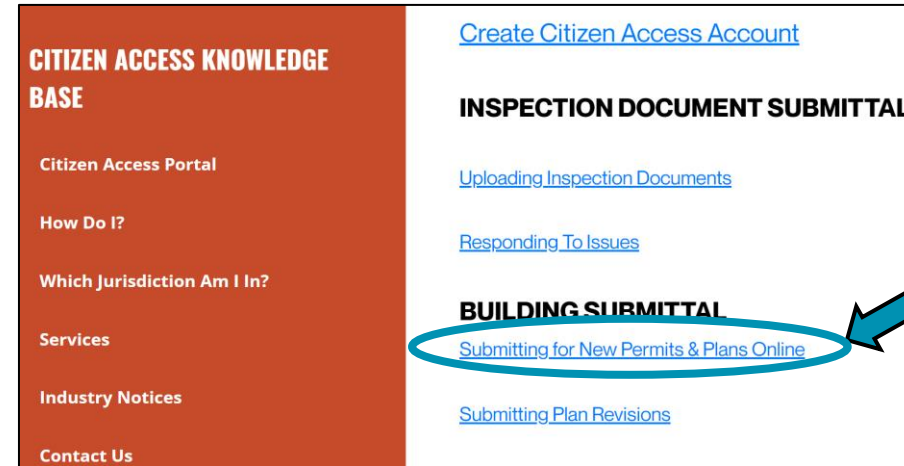 CITIZEN ACCESS KNOWLEDGE
BASE
Citizen Access Portal
How Do I?
Which Jurisdiction Am I In?
Services
Industry Notices
Contact Us
Create Citizen Access Account
INSPECTION DOCUMENT SUBMITTAL
Uploading Inspection Documents
Responding To Issues
BUILDING SUBMITTAL
Submitting for New Permits & Plans Online
Submitting Plan Revisions